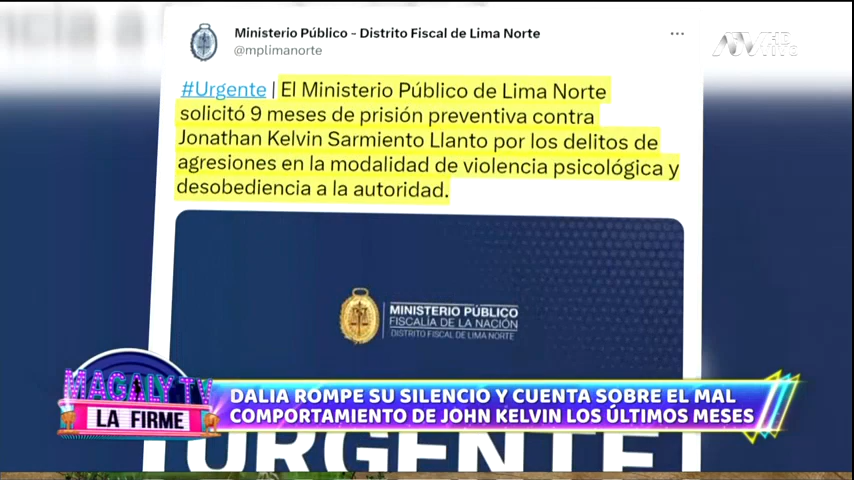 Ministerio Público - Distrito Fiscal de Lima Norte
@mplimanorte
#Urgente | El Ministerio Público de Lima Norte
solicitó 9 meses de prisión preventiva contra
Jonathan Kelvin Sarmiento Llanto por los delitos de
agresiones en la modalidad de violencia psicológica y
desobediencia a la autoridad.
MINISTERIO PÚBLICO
FISCALÍA DE LA NACIÓN
DISTRITO FISCAL DE LIMA NORTE
MAGALY TV
LA FIRME
DALIA ROMPE SU SILENCIO Y CUENTA SOBRE EL MAL
COMPORTAMIENTO DE JOHN KELVIN LOS ÚLTIMOS MESES
¡URGENTE!